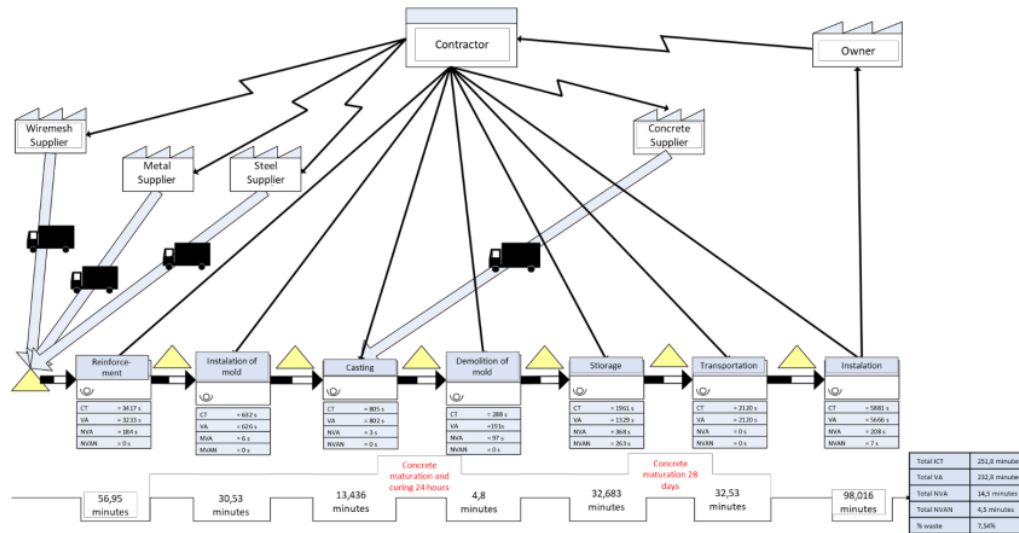 Contractor
Owner
Wiremesh
Supplier
Metal
Supplier
Steel
Supplier
Concrete
Supplier
Reinforce-
ment
CT = 3417 s
VA = 3233 s
NVA = 184 s
NVAN = 0 s
Instalation of
mold
CT = 632 s
VA = 626 s
NVA = 6 s
NVAN = 0 s
Casting
CT = 805 s
VA = 802 s
NVA = 3 s
NVAN = 0 s
Demolition of
mold
CT = 288 s
VA =191s
NVA = 97 s
NVAN = 0 s
Storage
CT = 1961 s
VA = 1329 s
NVA = 368 s
NVAN = 263 s
Transportation
CT = 2120 s
VA = 2120 s
NVA = 0 s
NVAN = 0 s
Instalation
CT = 5881 s
VA = 5666 s
NVA = 208 s
NVAN = 7 s
Concrete
maturation and
curing 24 hours
Concrete
maturation 28
days
56,95
minutes
30,53
minutes
13,436
minutes
4,8
minutes
32,683
minutes
32,53
minutes
98,016
minutes
Total ICT 251,8 minutes
Total VA 232,8 minutes
Total NVA 14,5 minutes
Total NVAN 4,5 minutes
% waste 7,54%